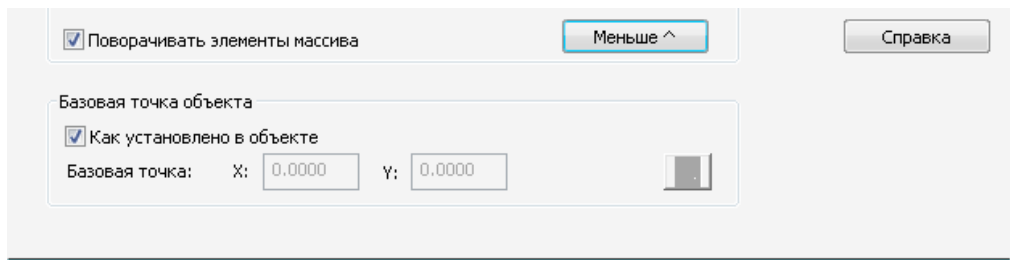 Поворачивать элементы массива Меньше ^ Справка
Базовая точка объекта
Как установлено в объекте
Базовая точка: X: 0.0000 Y: 0.0000